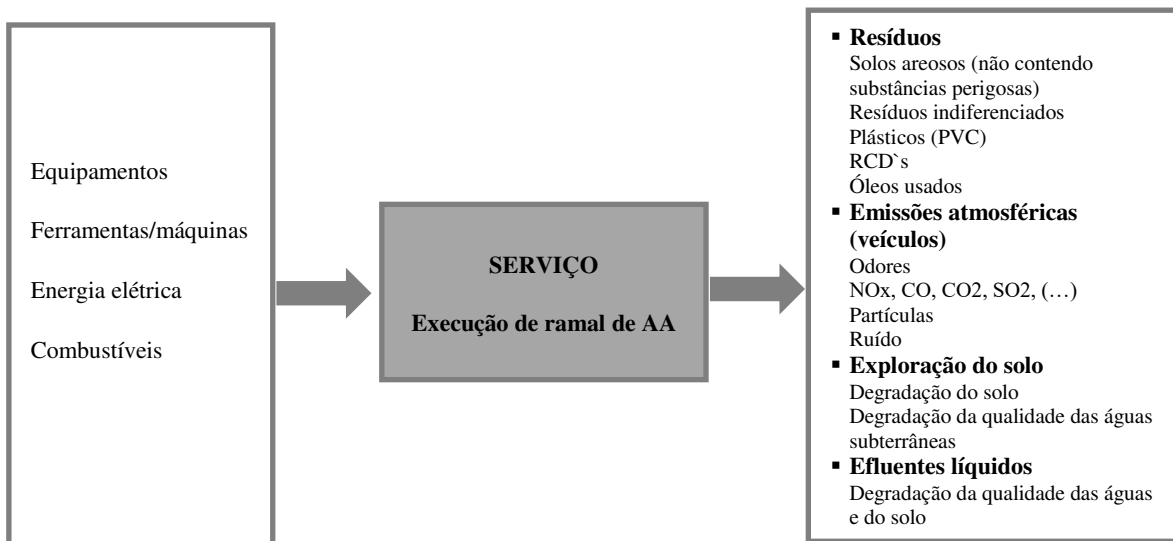 Equipamentos
Ferramentas/máquinas
Energia elétrica
Combustíveis
SERVIÇO
Execução de ramal de AA
▪ Resíduos
Solos areosos (não contendo
substâncias perigosas)
Resíduos indiferenciados
Plásticos (PVC)
RCD`s
Óleos usados
▪ Emissões atmosféricas
(veículos)
Odores
NOx, CO, CO2, SO2, (…)
Partículas
Ruído
▪ Exploração do solo
Degradação do solo
Degradação da qualidade das águas
subterrâneas
▪ Efluentes líquidos
Degradação da qualidade das águas
e do solo